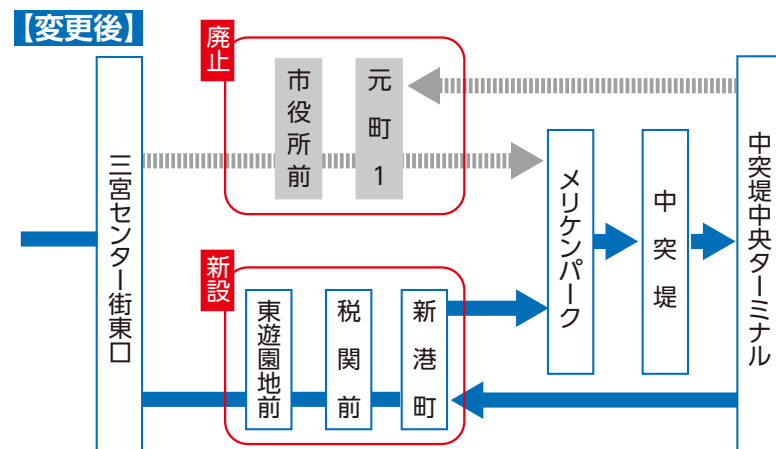 【変更後】
廃止
市役所前
元町1
三宮センター街東口
メリケンパーク
中突堤
中突堤中央ターミナル
新設
東遊園地前
税関前
新港町